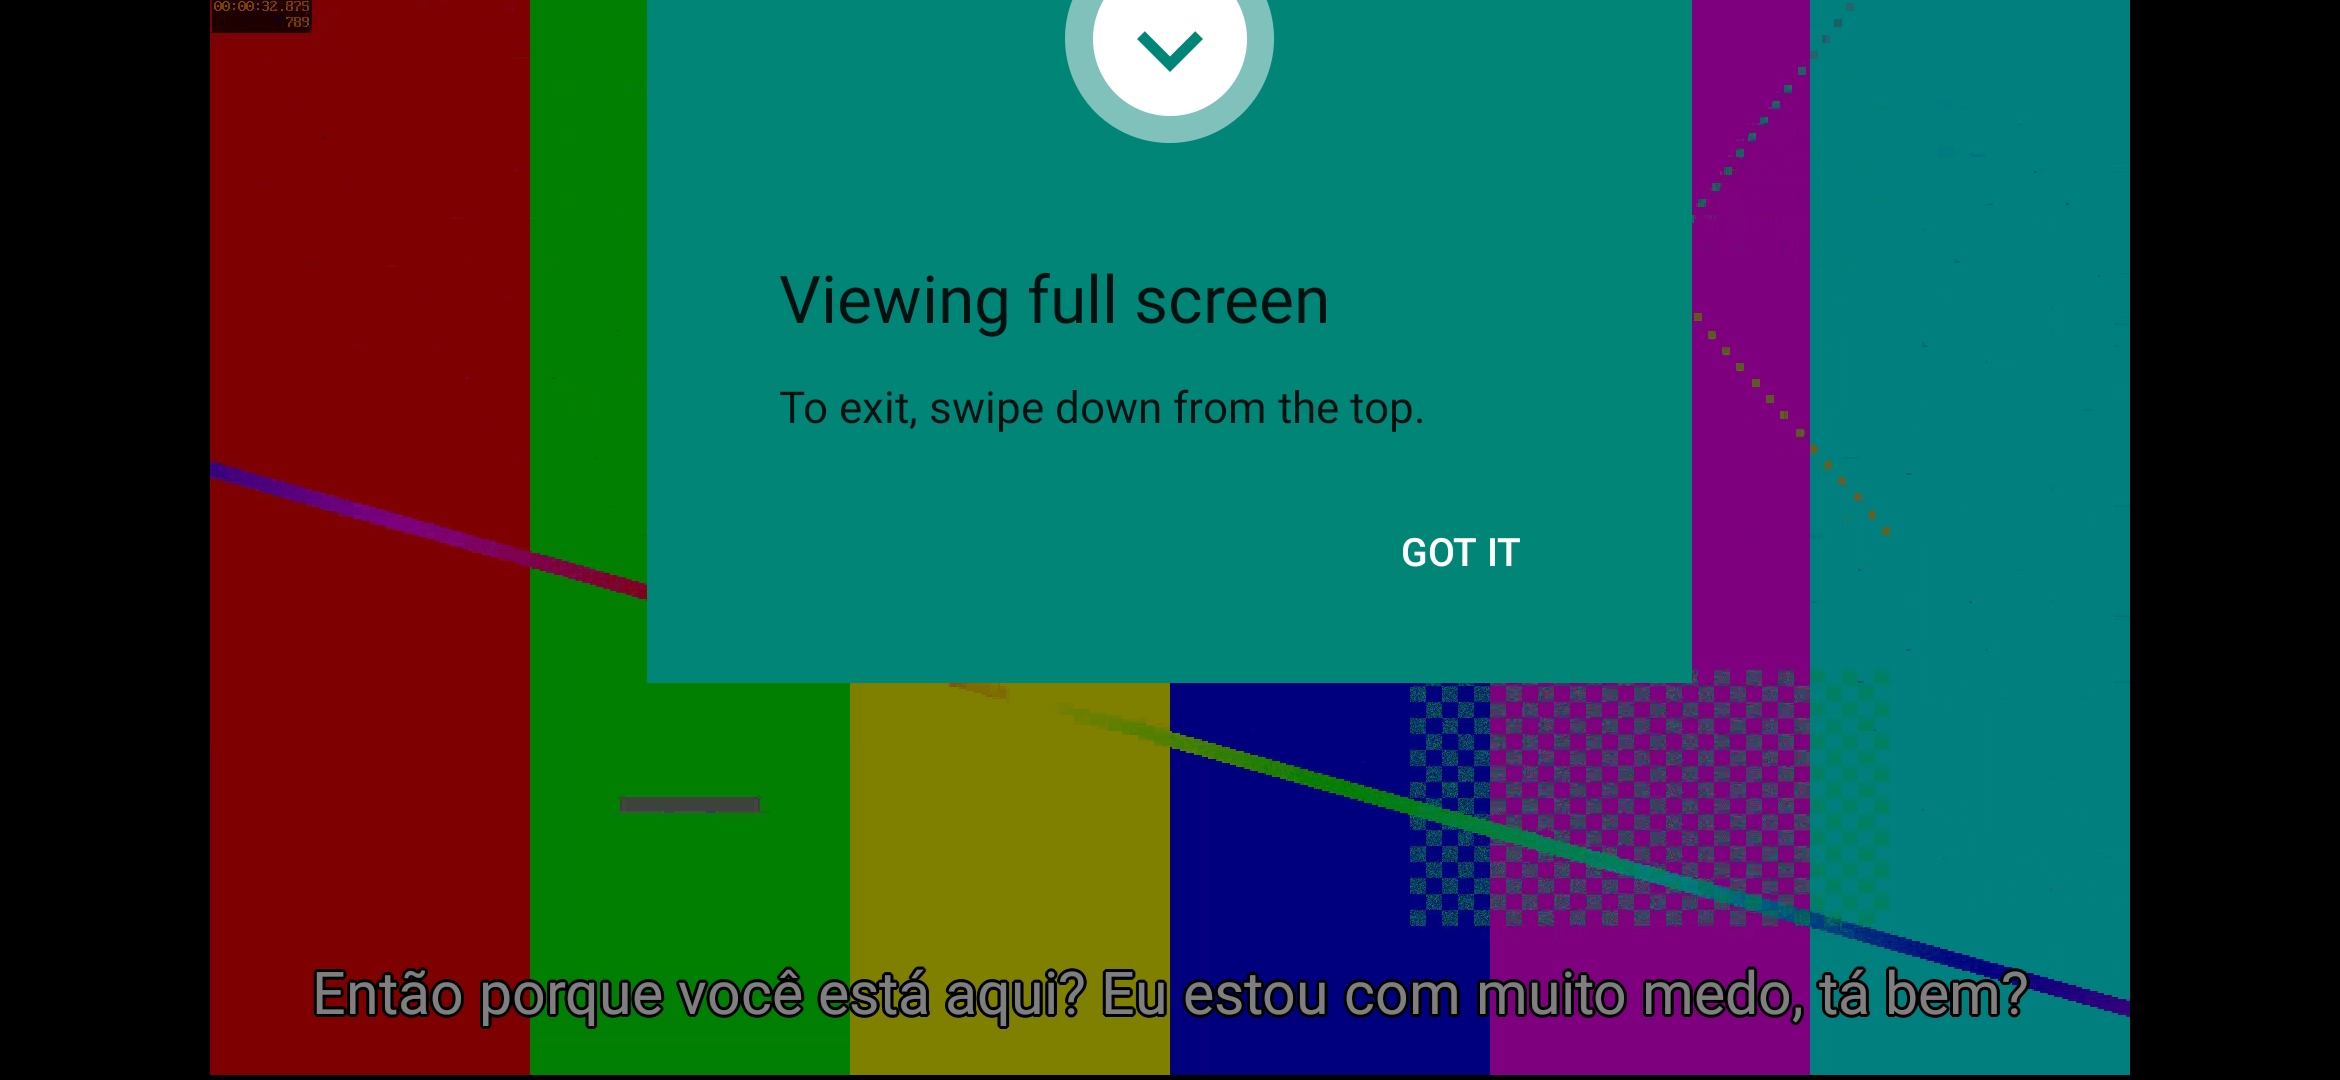 00:00:32.875
789
Viewing full screen
To exit, swipe down from the top.
GOT IT
Então porque você está aqui? Eu estou com muito medo, tá bem?